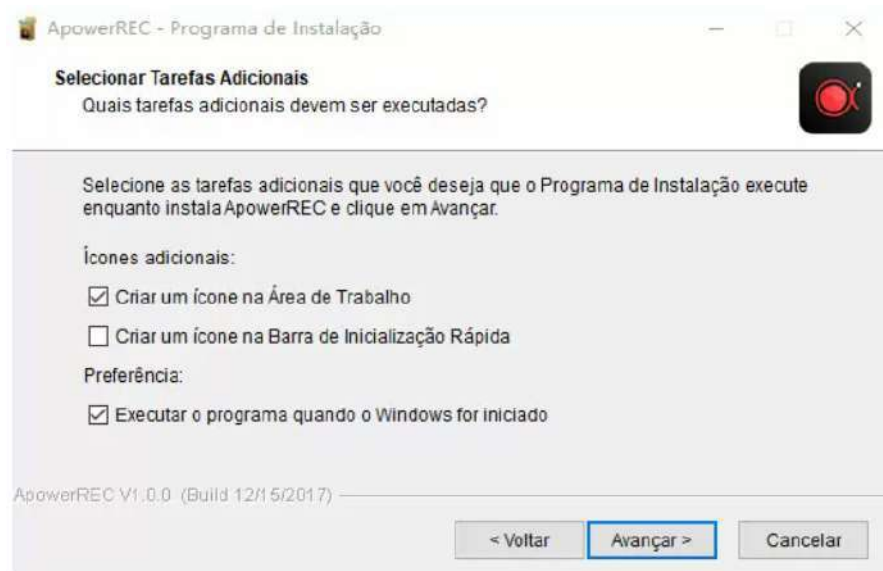 ApowerREC - Programa de Instalação
Selecionar Tarefas Adicionais
Quais tarefas adicionais devem ser executadas?
Selecione as tarefas adicionais que você deseja que o Programa de Instalação execute
enquanto instala ApowerREC e clique em Avançar.
Ícones adicionais:
Criar um ícone na Área de Trabalho
Criar um ícone na Barra de Inicialização Rápida
Preferência:
Executar o programa quando o Windows for iniciado
ApowerREC V1.0.0 (Build 12/15/2017)
< Voltar Avançar > Cancelar